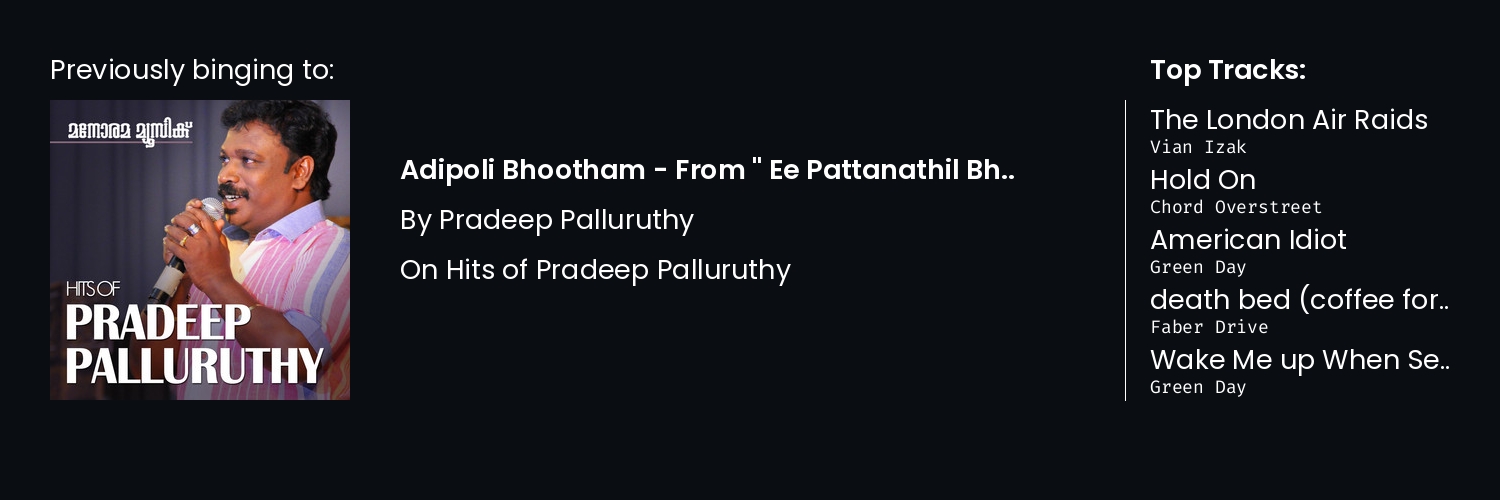 Previously binging to:
മനോരമ മ്യൂസിക്
HITS OF
PRADEEP
PALLURUTHY
Adipoli Bhootham - From " Ee Pattanathil Bh..
By Pradeep Palluruthy
On Hits of Pradeep Palluruthy
Top Tracks:
The London Air Raids
Vian Izak
Hold On
Chord Overstreet
American Idiot
Green Day
death bed (coffee for..
Faber Drive
Wake Me up When Se..
Green Day